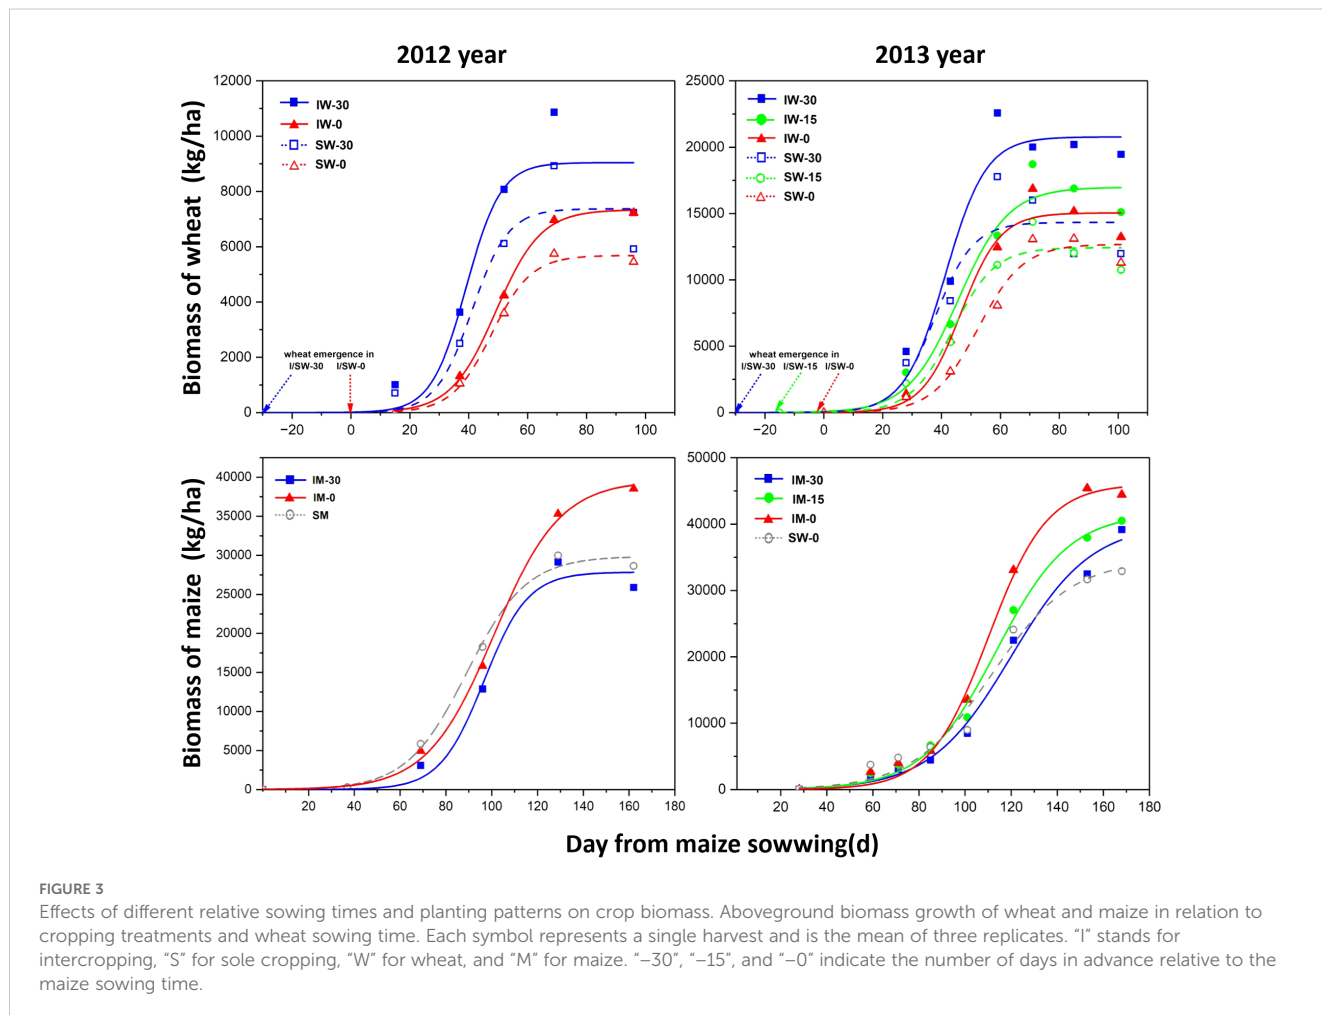 2012 year
2013 year
Biomass of wheat (kg/ha)
12000
10000
8000
6000
4000
2000
0
IW-30
IW-0
SW-30
SW-0
wheat emergence in
I/SW-30
I/SW-0
−20
0
20
40
60
80
100
25000
20000
15000
10000
5000
0
IW-30
IW-15
IW-0
SW-30
SW-15
SW-0
wheat emergence in
I/SW-30
I/SW-15
I/SW-0
−20
0
20
40
60
80
100
Biomass of maize (kg/ha)
40000
35000
30000
25000
20000
15000
10000
5000
0
IM-30
IM-0
SM
20
40
60
80
100
120
140
160
180
50000
40000
30000
20000
10000
0
IM-30
IM-15
IM-0
SW-0
20
40
60
80
100
120
140
160
180
Day from maize sowwing(d)
FIGURE 3
Effects of different relative sowing times and planting patterns on crop biomass. Aboveground biomass growth of wheat and maize in relation to
cropping treatments and wheat sowing time. Each symbol represents a single harvest and is the mean of three replicates. “I” stands for
intercropping, “S” for sole cropping, “W” for wheat, and “M” for maize. “−30”, “−15”, and “−0” indicate the number of days in advance relative to the
maize sowing time.